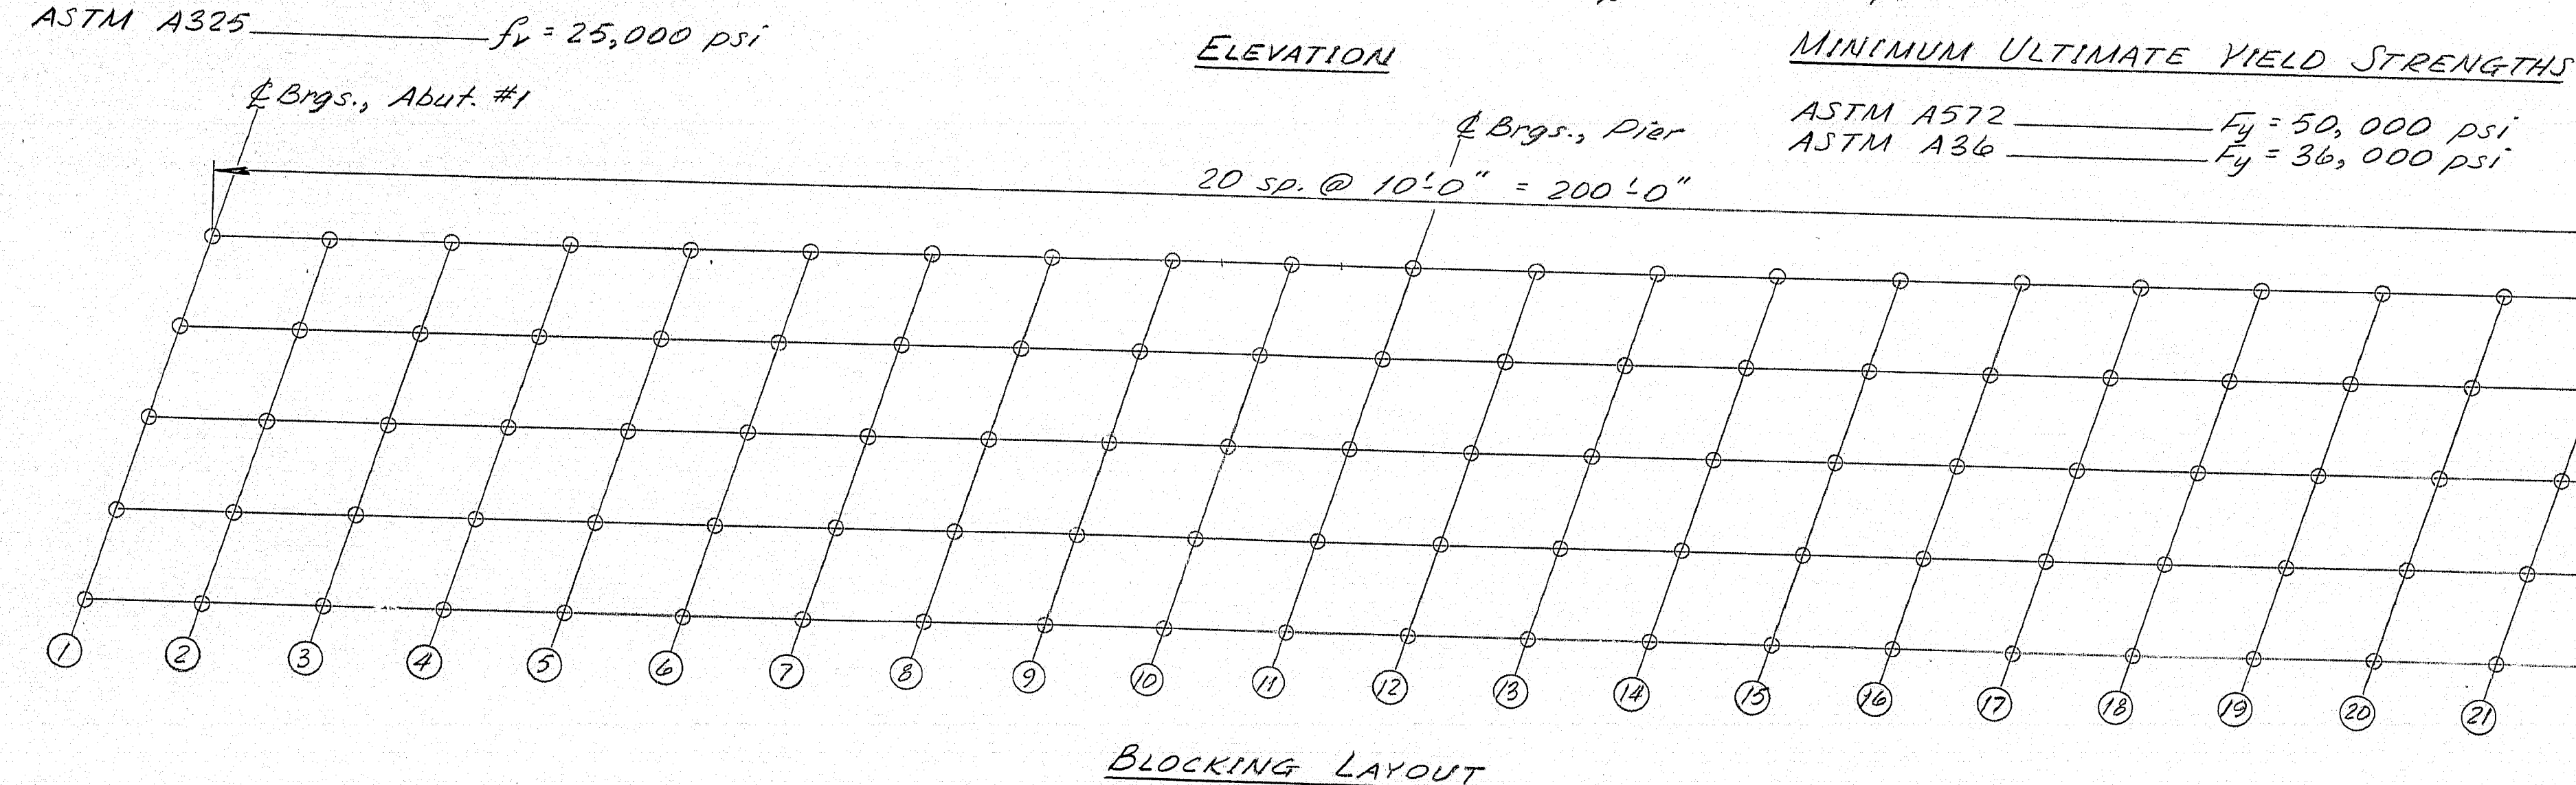 ASTM A325 fv = 25,000 psi
ELEVATION
MINIMUM ULTIMATE YIELD STRENGTHS
ASTM A572 Fy = 50,000 psi
ASTM A36 Fy = 36,000 psi
℄ Brgs., Abut. #1
℄ Brgs., Pier
20 sp. @ 10'-0" = 200'-0"
1 2 3 4 5 6 7 8 9 10 11 12 13 14 15 16 17 18 19 20 21
BLOCKING LAYOUT